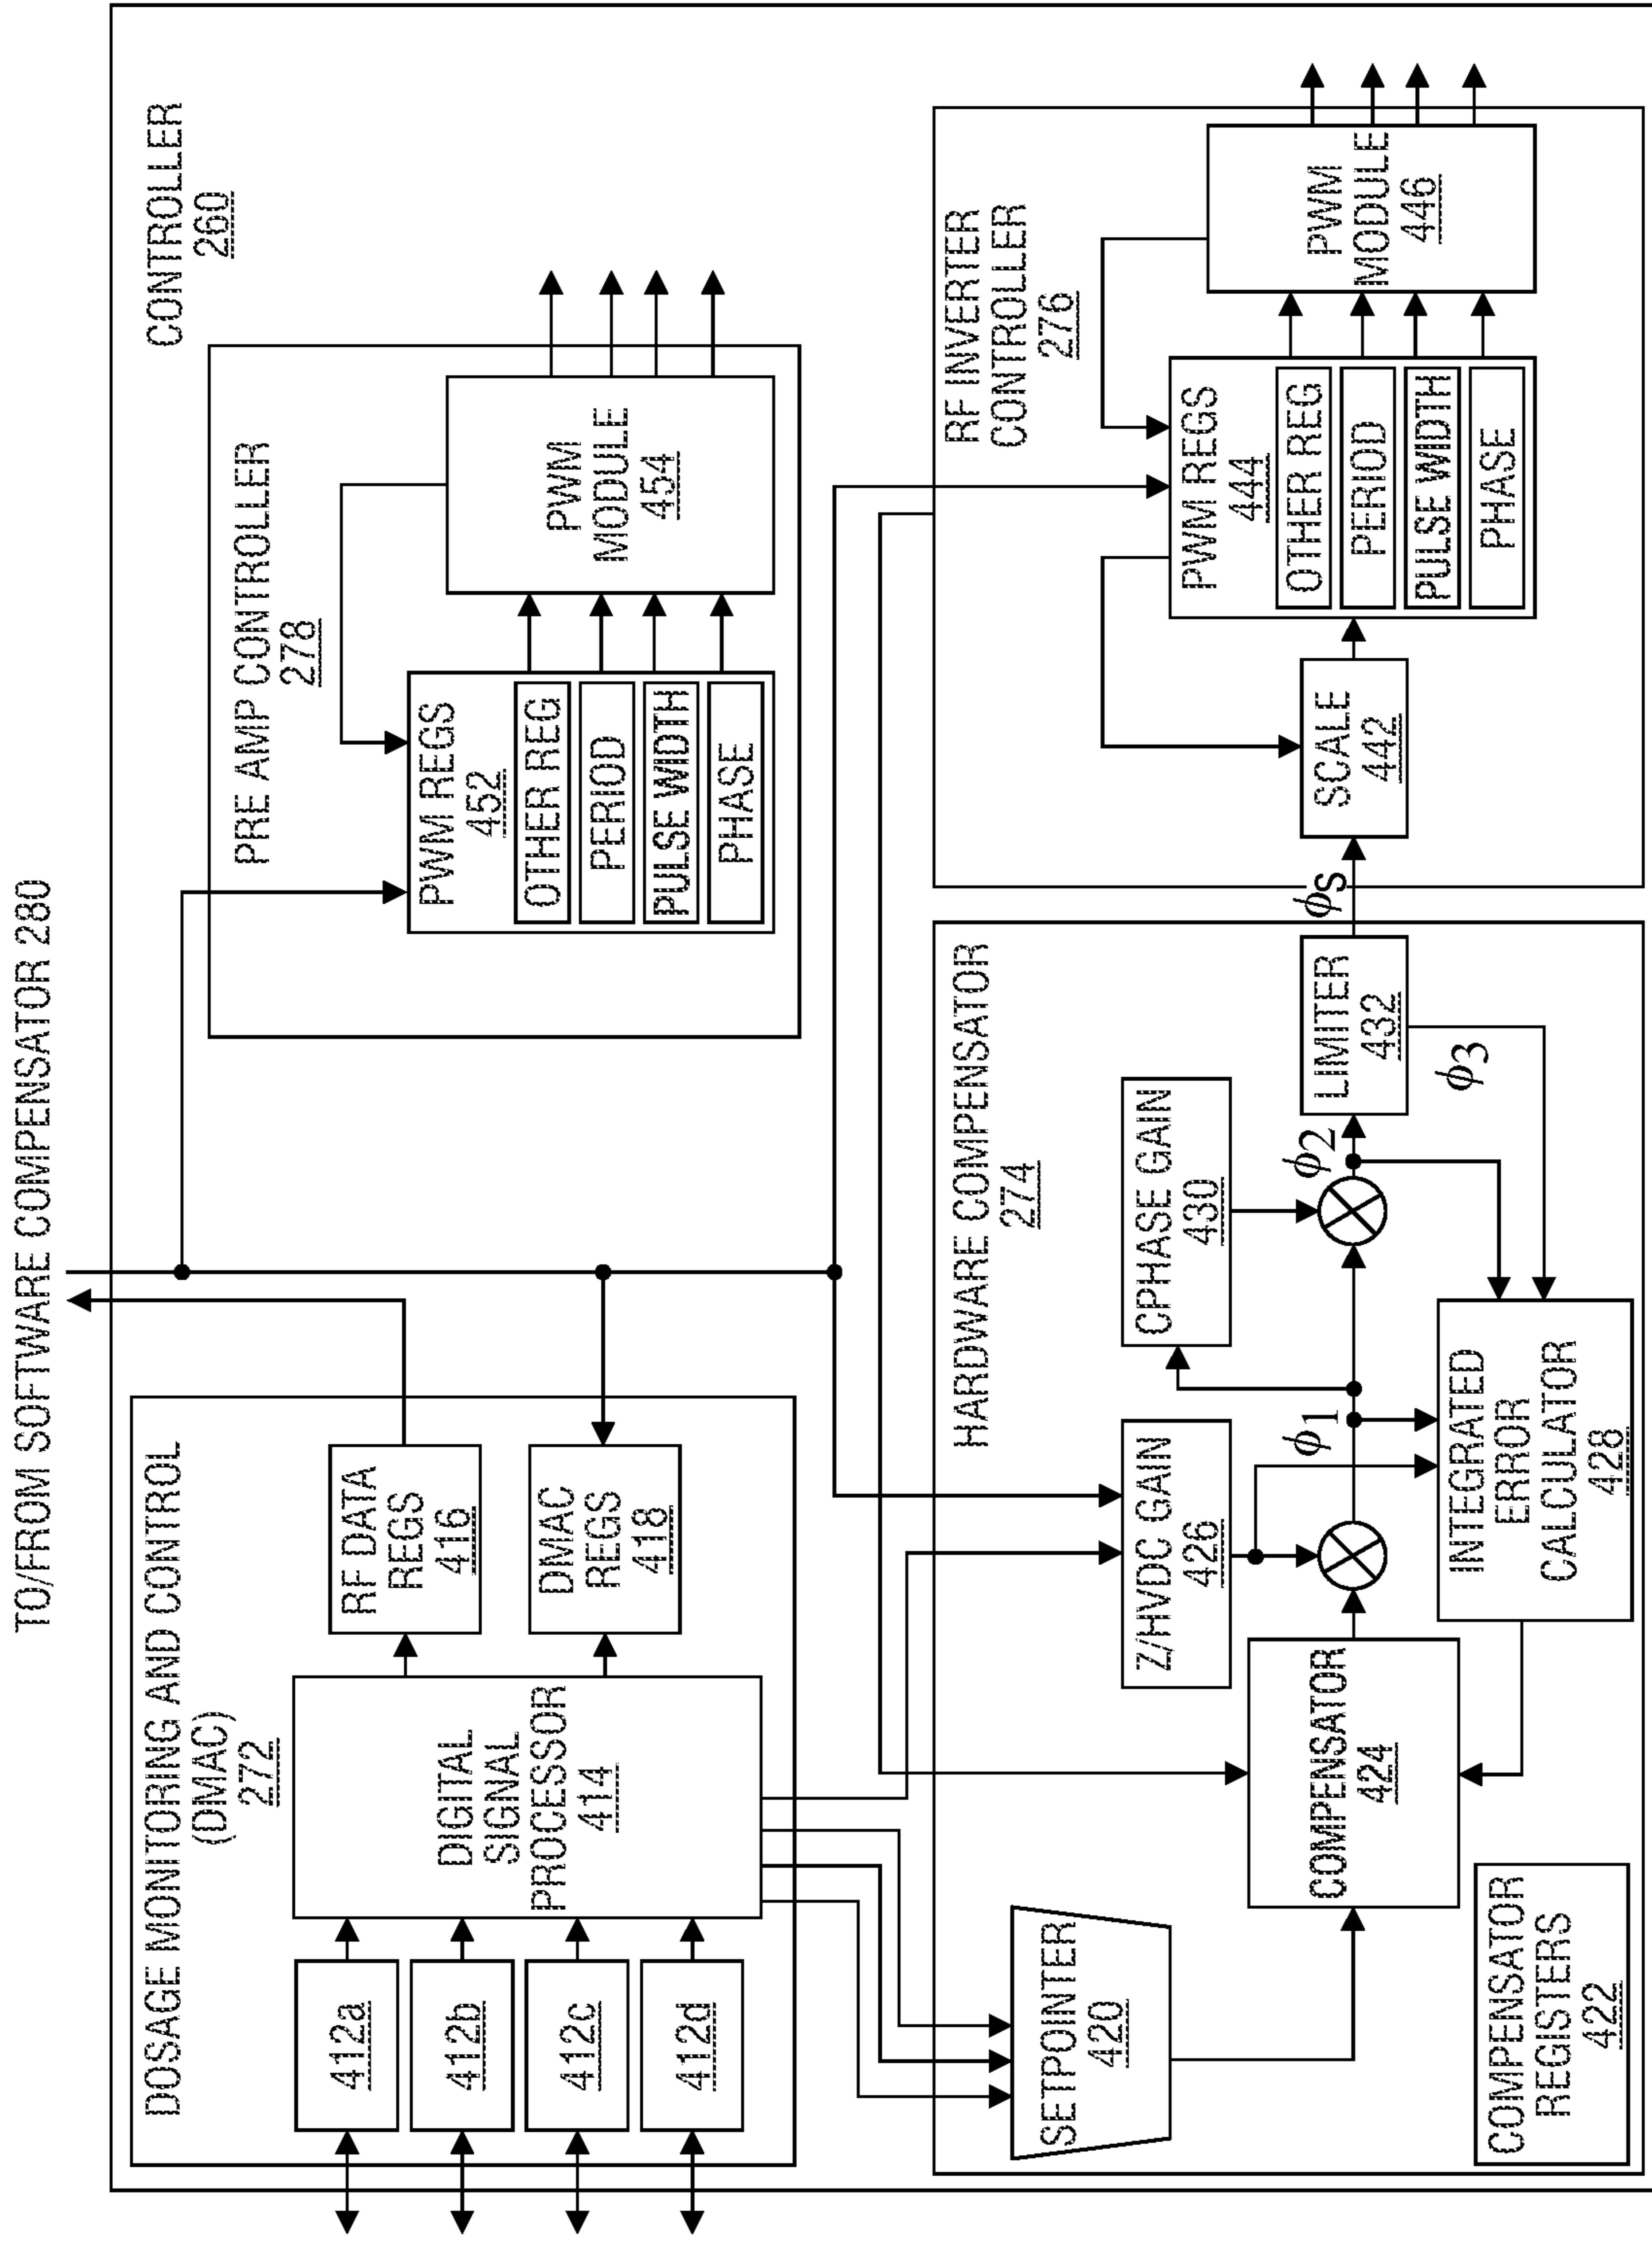 TO/FROM SOFTWARE COMPENSATOR 280
CONTROLLER
260
DOSAGE MONITORING AND CONTROL
(DMAC)
272
412a
412b
412c
412d
DIGITAL
SIGNAL
PROCESSOR
414
RF DATA
REGS
416
DMAC
REGS
418
PRE AMP CONTROLLER
278
PWM REGS
452
OTHER REG
PERIOD
PULSE WIDTH
PHASE
PWM
MODULE
454
HARDWARE COMPENSATOR
274
SETPOINTER
420
COMPENSATOR
REGISTERS
422
COMPENSATOR
424
Z/HVDC GAIN
426
ϕ1
INTEGRATED
ERROR
CALCULATOR
428
CPHASE GAIN
430
ϕ2
LIMITER
432
ϕ3
ϕS
RF INVERTER
CONTROLLER
276
SCALE
442
PWM REGS
444
OTHER REG
PERIOD
PULSE WIDTH
PHASE
PWM
MODULE
446